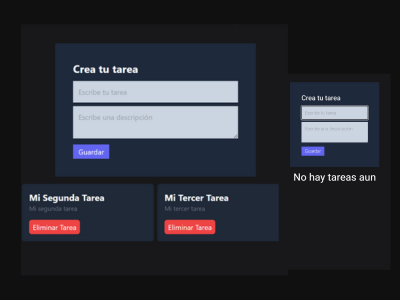 Crea tu tarea
Escribe tu tarea
Escribe una descripción
Guardar
Mi Segunda Tarea
Mi segunda tarea
Eliminar Tarea
Mi Tercer Tarea
Mi tercer tarea
Eliminar Tarea
Crea tu tarea
Escribe tu tarea
Escribe una descripción
Guardar
No hay tareas aun